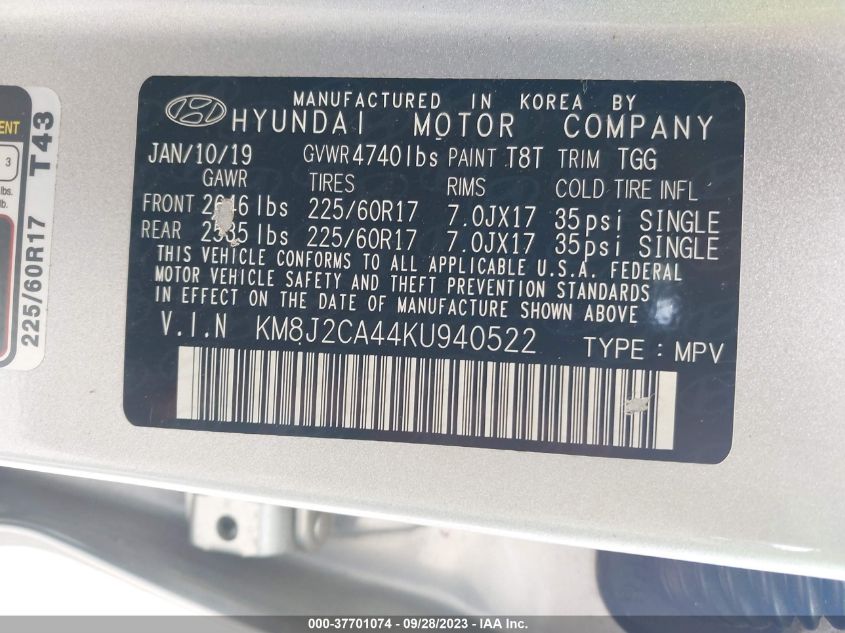 MANUFACTURED IN KOREA BY
HYUNDAI MOTOR COMPANY
JAN/10/19 GVWR 4740lbs PAINT T8T TRIM TGG
GAWR TIRES RIMS COLD TIRE INFL
FRONT lbs 225/60R17 7.0JX17 35psi SINGLE
REAR lbs 225/60R17 7.0JX17 35psi SINGLE
THIS VEHICLE CONFORMS TO ALL APPLICABLE U.S.A. FEDERAL
MOTOR VEHICLE SAFETY AND THEFT PREVENTION STANDARDS
IN EFFECT ON THE DATE OF MANUFACTURE SHOWN ABOVE
V.I.N KM8J2CA44KU940522 TYPE : MPV
3
lbs.
lb.
225/60R17 T43
000-37701074 / 09/28/2023 - IAA Inc.